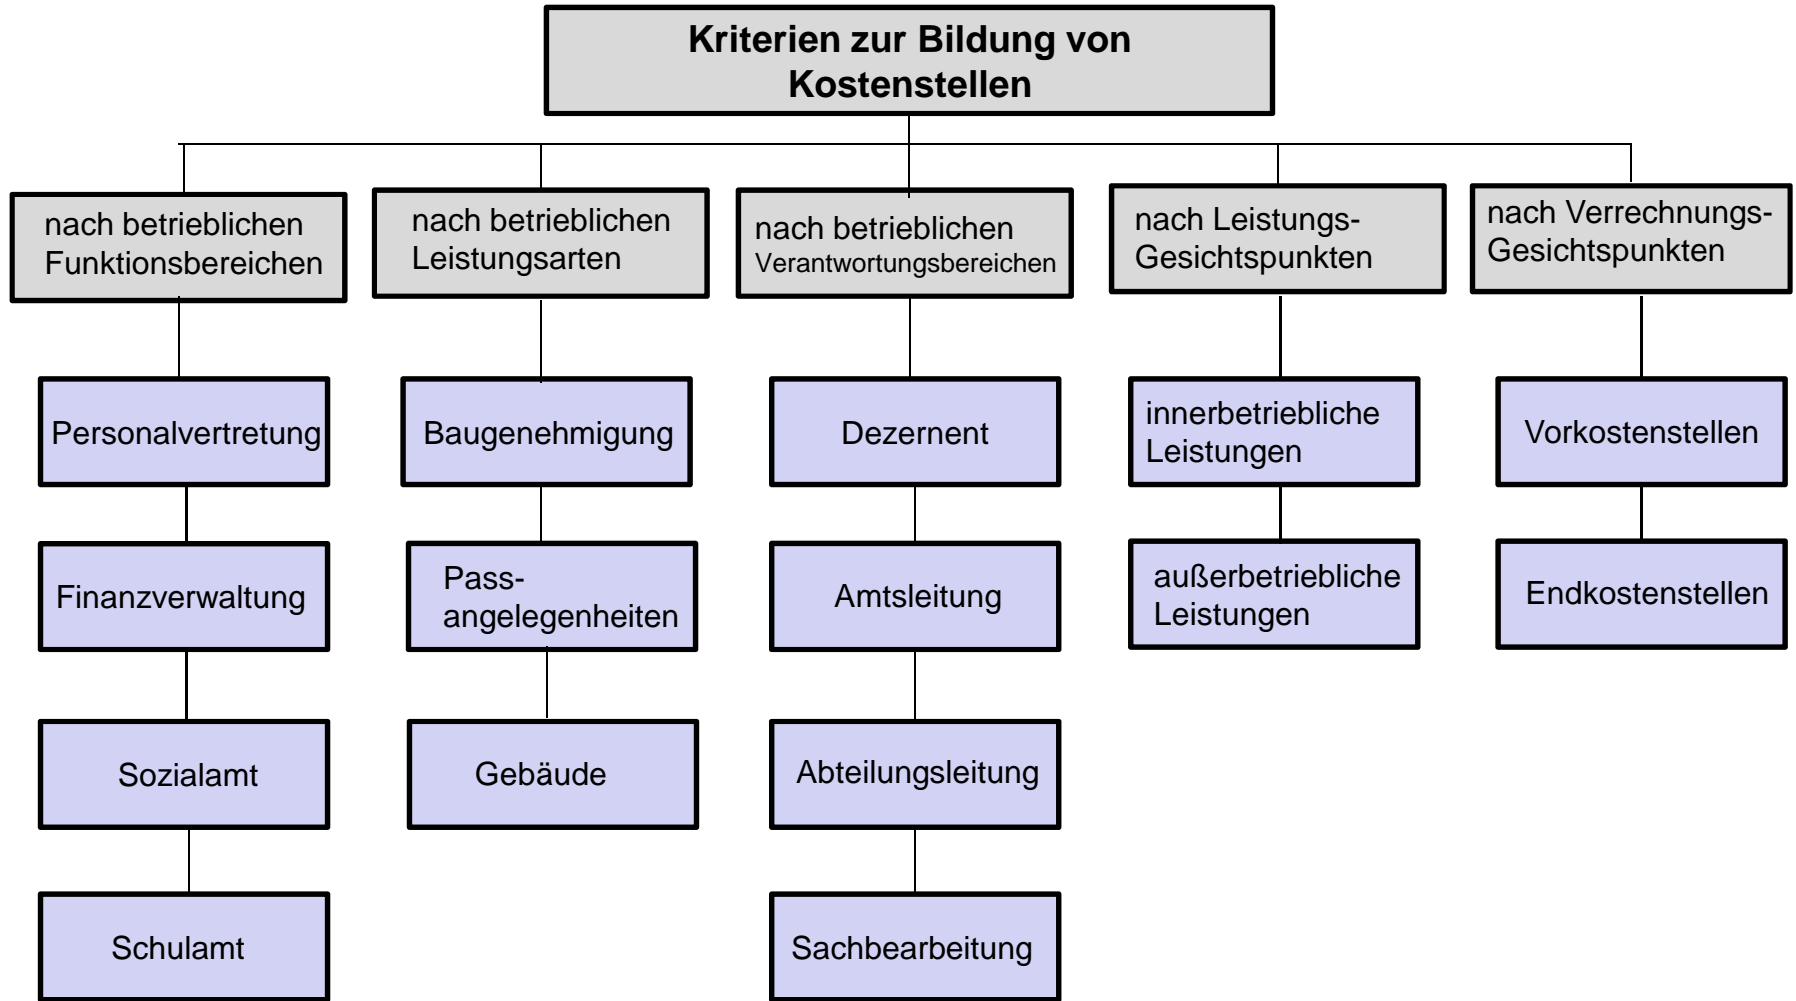 Kriterien zur Bildung von
Kostenstellen
nach betrieblichen
Funktionsbereichen
nach betrieblichen
Leistungsarten
nach betrieblichen
Verantwortungsbereichen
nach Leistungs-
Gesichtspunkten
nach Verrechnungs-
Gesichtspunkten
Personalvertretung
Baugenehmigung
Dezernent
innerbetriebliche
Leistungen
Vorkostenstellen
Finanzverwaltung
Pass-
angelegenheiten
Amtsleitung
außerbetriebliche
Leistungen
Endkostenstellen
Sozialamt
Gebäude
Abteilungsleitung
Schulamt
Sachbearbeitung